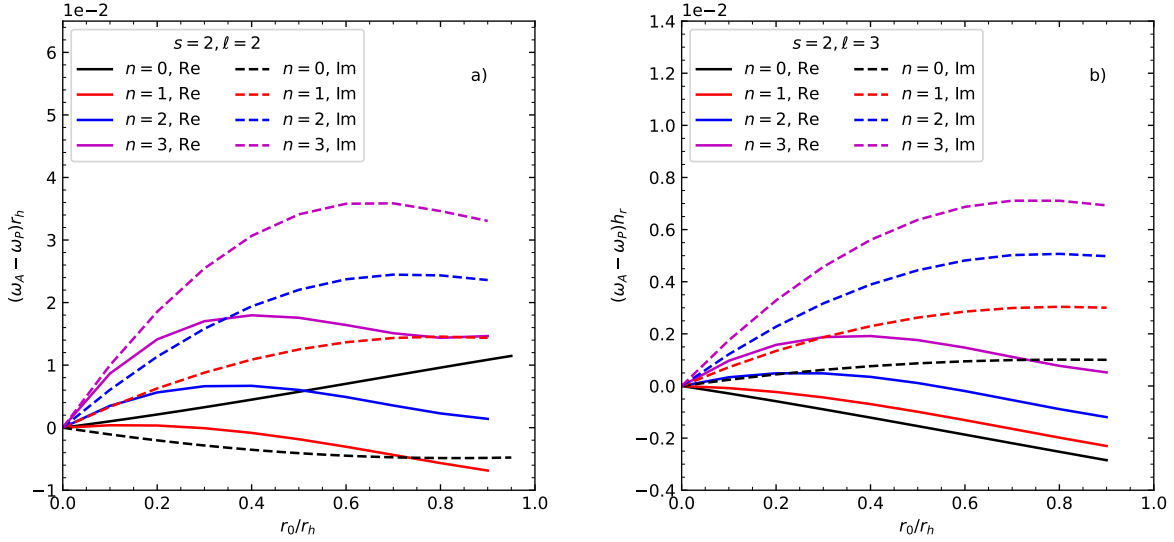 1e−2
s = 2, ℓ = 2
n = 0, Re n = 0, Im
n = 1, Re n = 1, Im
n = 2, Re n = 2, Im
n = 3, Re n = 3, Im
a)
6
5
4
3
2
1
0
−1
(ω_A − ω_P)r_h
0.0 0.2 0.4 0.6 0.8 1.0
r_0/r_h
1e−2
s = 2, ℓ = 3
n = 0, Re n = 0, Im
n = 1, Re n = 1, Im
n = 2, Re n = 2, Im
n = 3, Re n = 3, Im
b)
1.4
1.2
1.0
0.8
0.6
0.4
0.2
0.0
−0.2
−0.4
(ω_A − ω_P)h_r
0.0 0.2 0.4 0.6 0.8 1.0
r_0/r_h